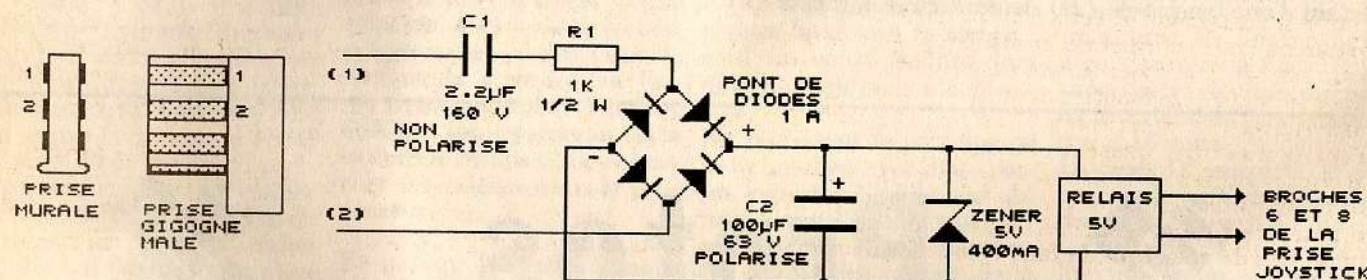 1
2
PRISE
MURALE
1
2
PRISE
GIGOGNE
MALE
(1)
(2)
C1
2.2µF
160 V
NON
POLARISE
R1
1K
1/2 W
PONT DE
DIODES
1 A
+
-
+
C2
100µF
63 V
POLARISE
ZENER
5V
400mA
RELAIS
5V
BROCHES
6 ET 8
DE LA
PRISE
JOYSTICK